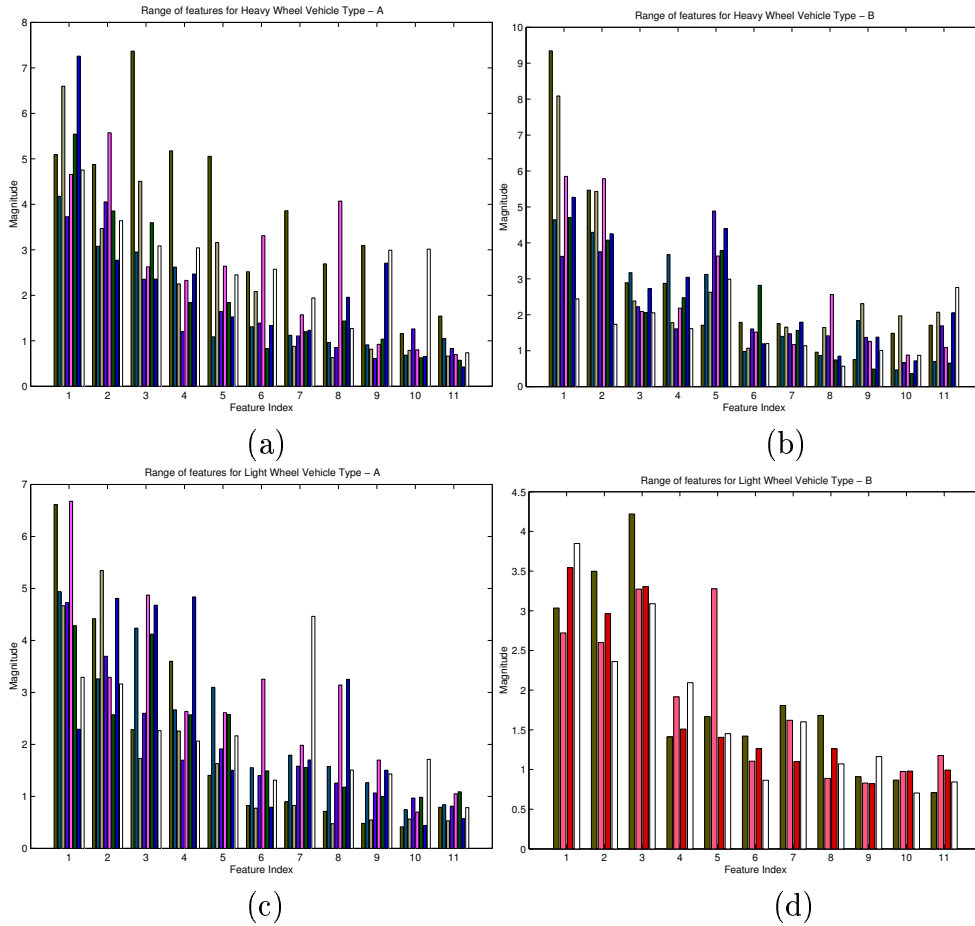 Range of features for Heavy Wheel Vehicle Type − A
8
7
6
5
4
3
2
1
0
Magnitude
1 2 3 4 5 6 7 8 9 10 11
Feature Index
(a)
Range of features for Heavy Wheel Vehicle Type − B
10
9
8
7
6
5
4
3
2
1
0
Magnitude
1 2 3 4 5 6 7 8 9 10 11
Feature Index
(b)
Range of features for Light Wheel Vehicle Type − A
7
6
5
4
3
2
1
0
Magnitude
1 2 3 4 5 6 7 8 9 10 11
Feature Index
(c)
Range of features for Light Wheel Vehicle Type − B
4.5
4
3.5
3
2.5
2
1.5
1
0.5
0
Magnitude
1 2 3 4 5 6 7 8 9 10 11
Feature Index
(d)